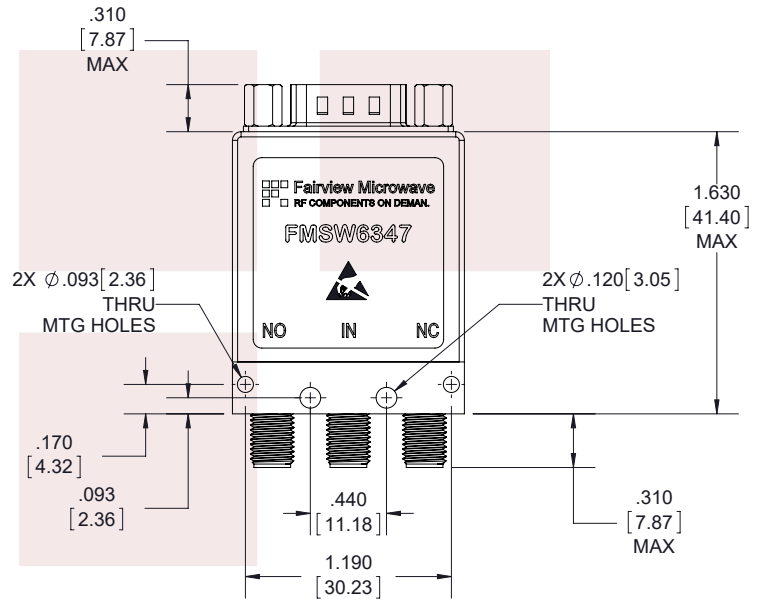 .310
[7.87]
MAX
Fairview Microwave
RF COMPONENTS ON DEMAN.
FMSW6347
NO IN NC
2X ⌀.093[2.36]
THRU
MTG HOLES
2X ⌀.120[3.05]
THRU
MTG HOLES
1.630
[41.40]
MAX
.170
[4.32]
.093
[2.36]
.440
[11.18]
1.190
[30.23]
.310
[7.87]
MAX